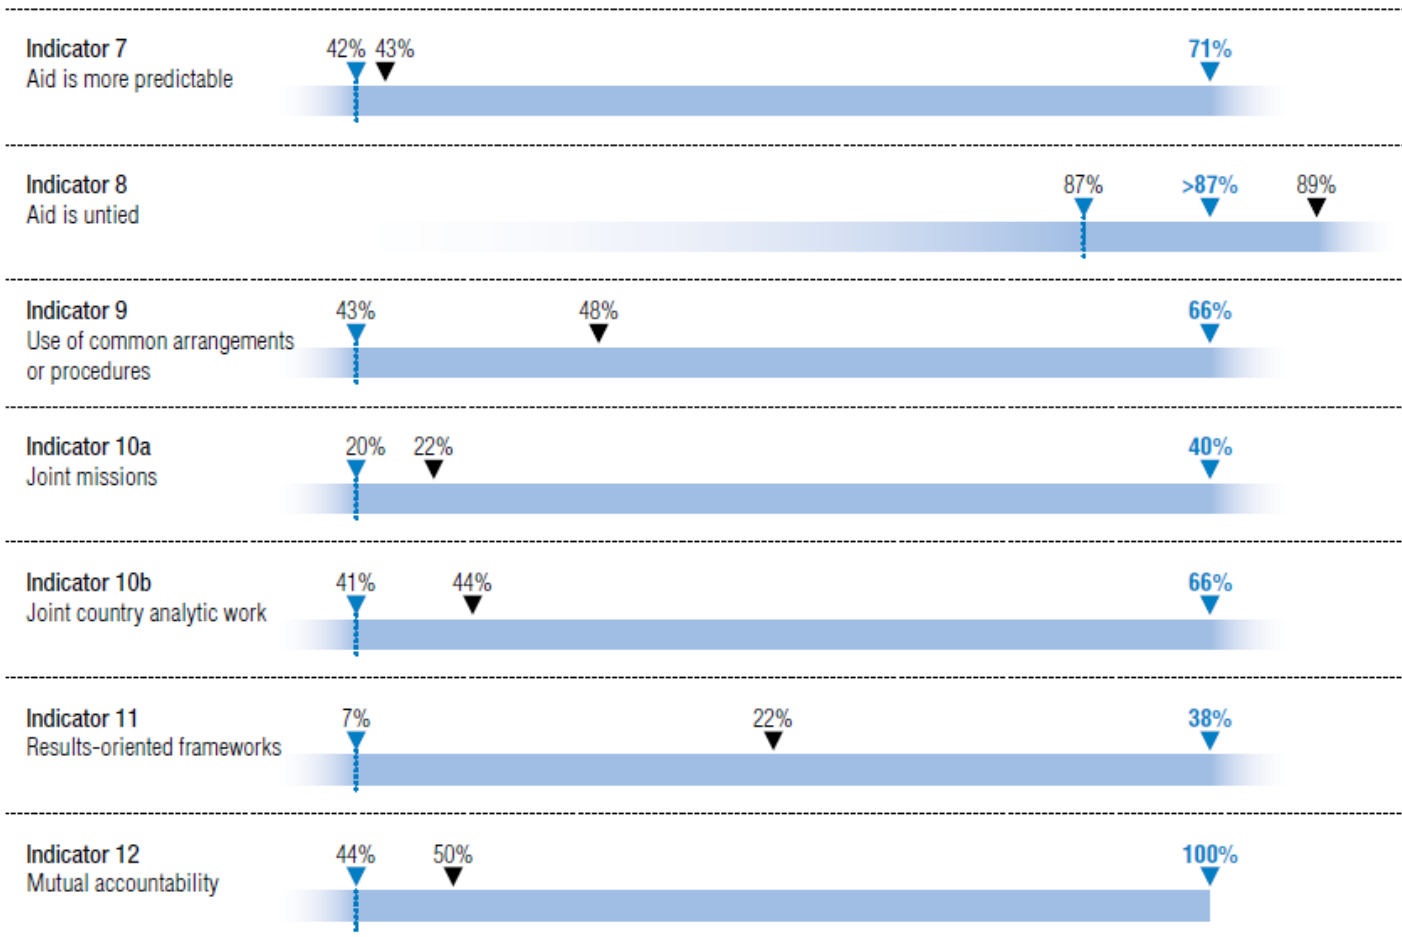 Indicator 7
Aid is more predictable
42% 43% 71%
Indicator 8
Aid is untied
87% >87% 89%
Indicator 9
Use of common arrangements
or procedures
43% 48% 66%
Indicator 10a
Joint missions
20% 22% 40%
Indicator 10b
Joint country analytic work
41% 44% 66%
Indicator 11
Results-oriented frameworks
7% 22% 38%
Indicator 12
Mutual accountability
44% 50% 100%